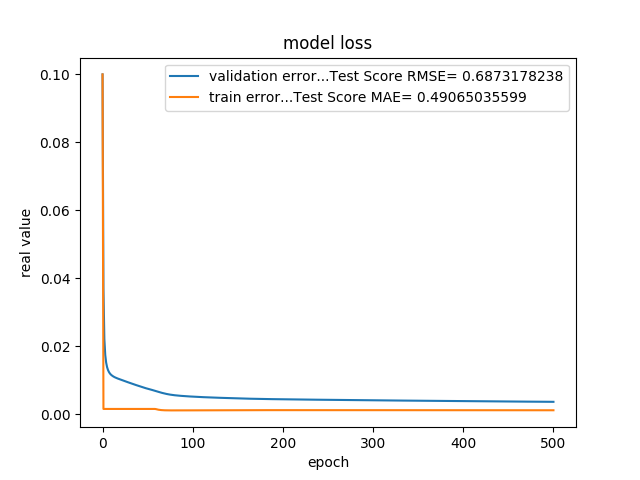 model loss
validation error...Test Score RMSE= 0.6873178238
train error...Test Score MAE= 0.49065035599
real value
0.10
0.08
0.06
0.04
0.02
0.00
0 100 200 300 400 500
epoch